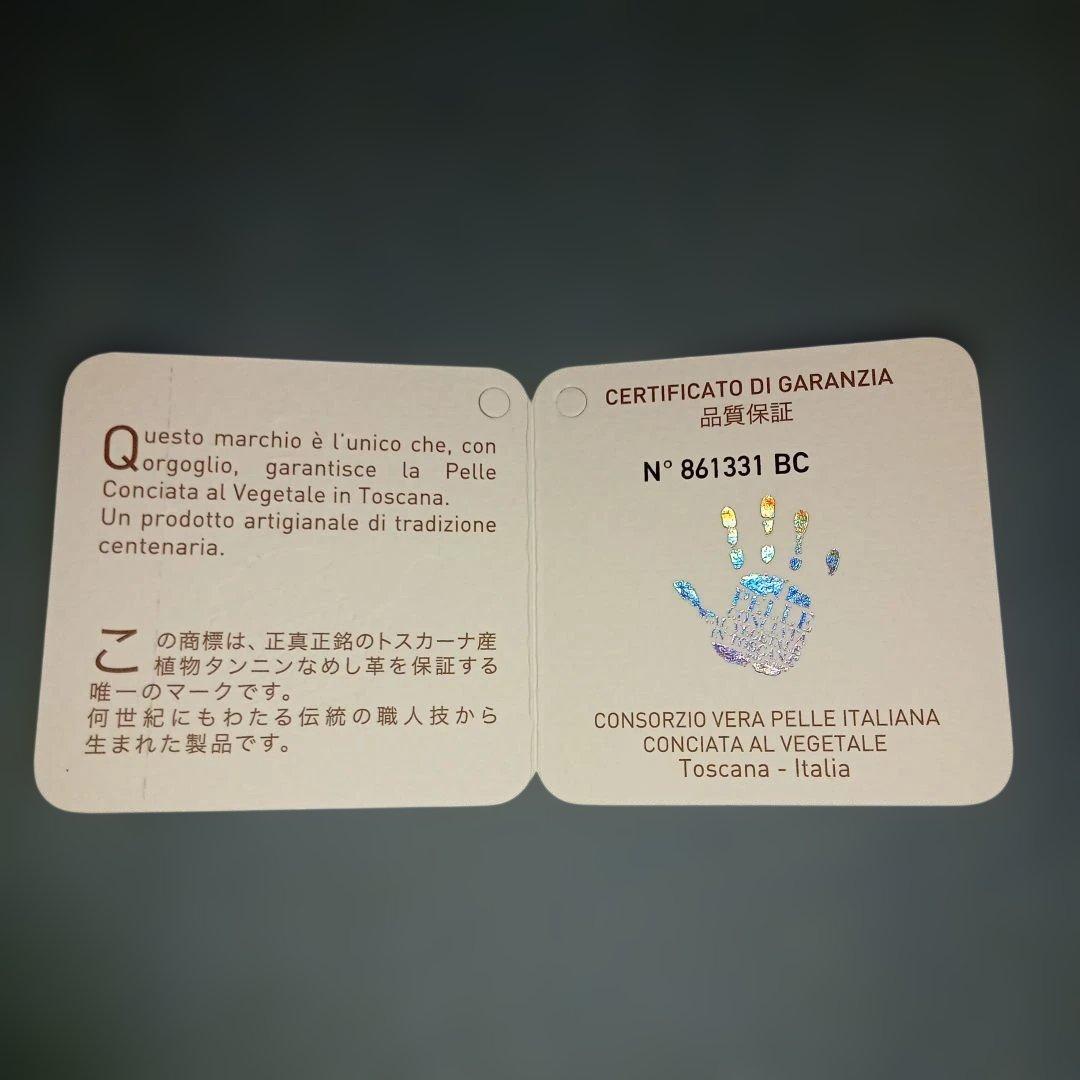 Questo marchio è l'unico che, con
orgoglio, garantisce la Pelle
Conciata al Vegetale in Toscana.
Un prodotto artigianale di tradizione
centenaria.
この商標は、正真正銘のトスカーナ産
植物タンニンなめし革を保証する
唯一のマークです。
何世紀にもわたる伝統の職人技から
生まれた製品です。
CERTIFICATO DI GARANZIA
品質保証
N° 861331 BC
CONSORZIO VERA PELLE ITALIANA
CONCIATA AL VEGETALE
Toscana - Italia